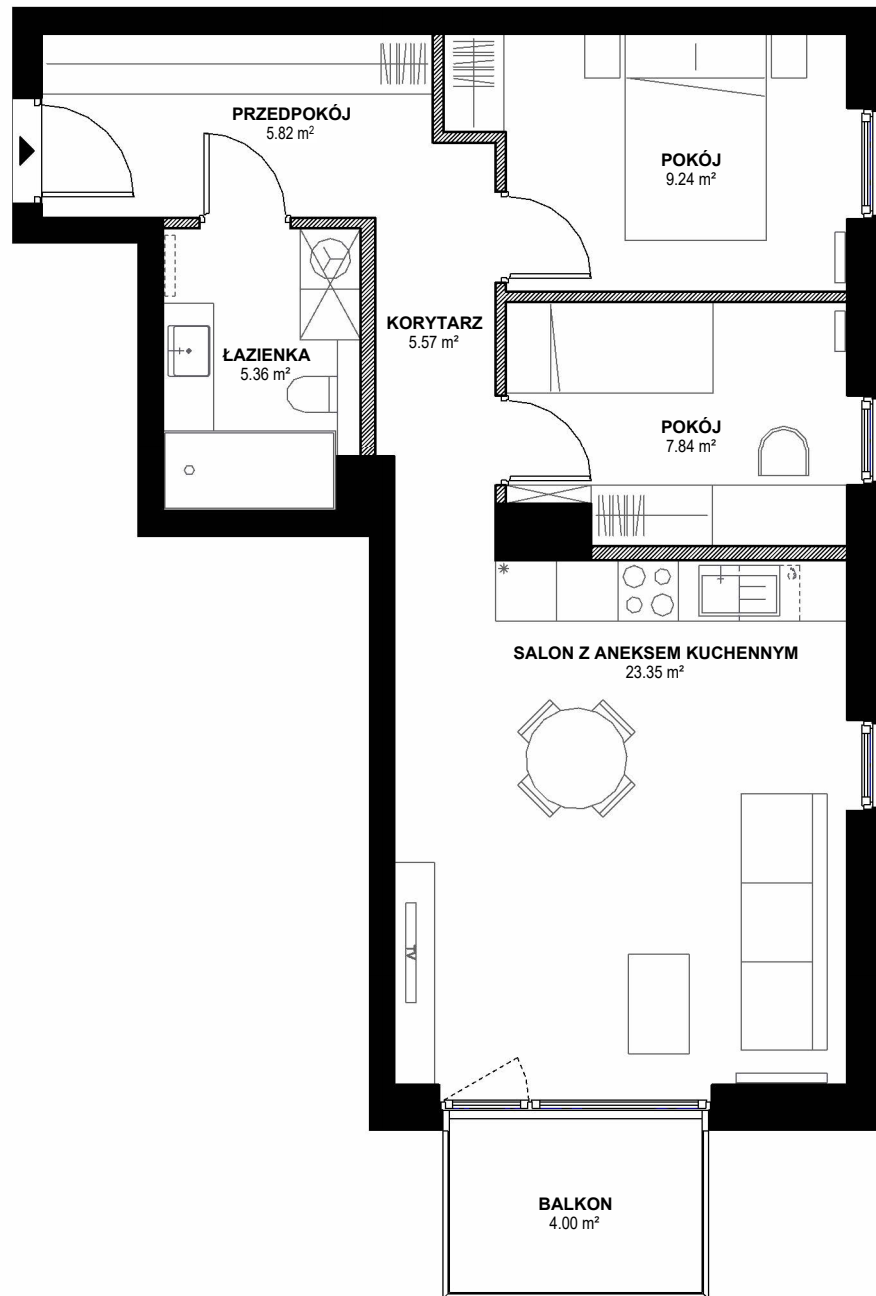 PRZEDPOKÓJ
5.82 m²
POKÓJ
9.24 m²
KORYTARZ
5.57 m²
ŁAZIENKA
5.36 m²
POKÓJ
7.84 m²
SALON Z ANEKSEM KUCHENNYM
23.35 m²
TV
BALKON
4.00 m²